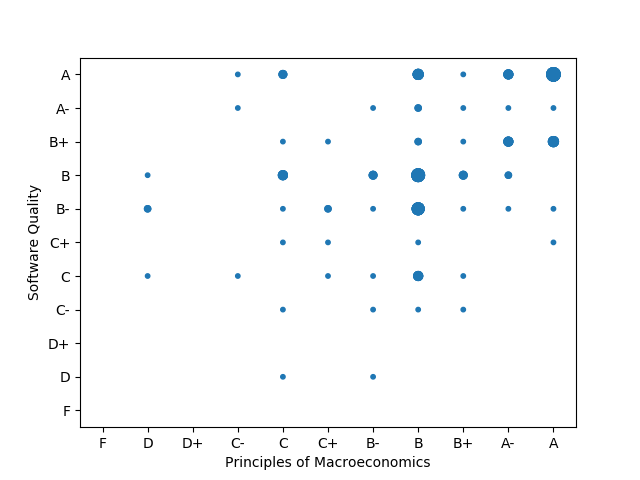 A
A-
B+
B
B-
C+
C
C-
D+
D
F
Software Quality
F D D+ C- C C+ B- B B+ A- A
Principles of Macroeconomics